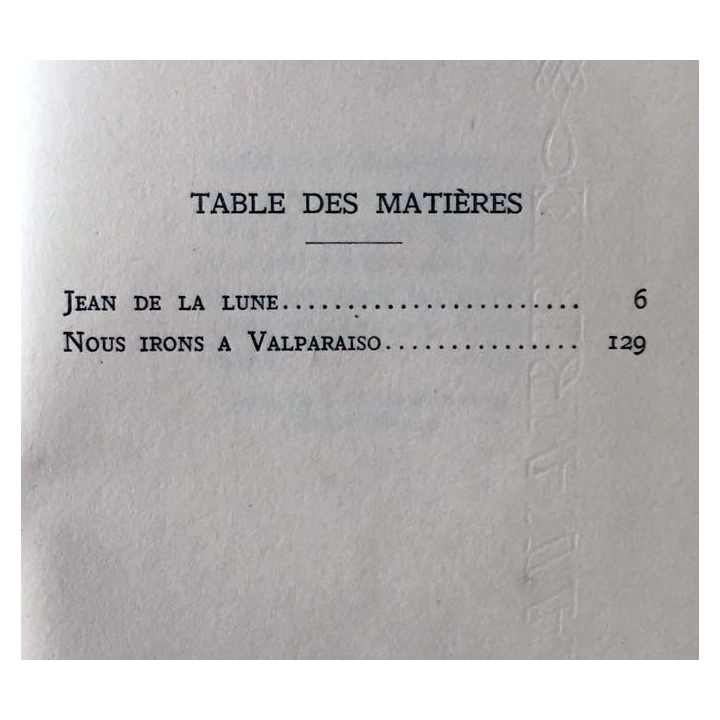 TABLE DES MATIÈRES
JEAN DE LA LUNE........................ 6
NOUS IRONS A VALPARAISO................ 129